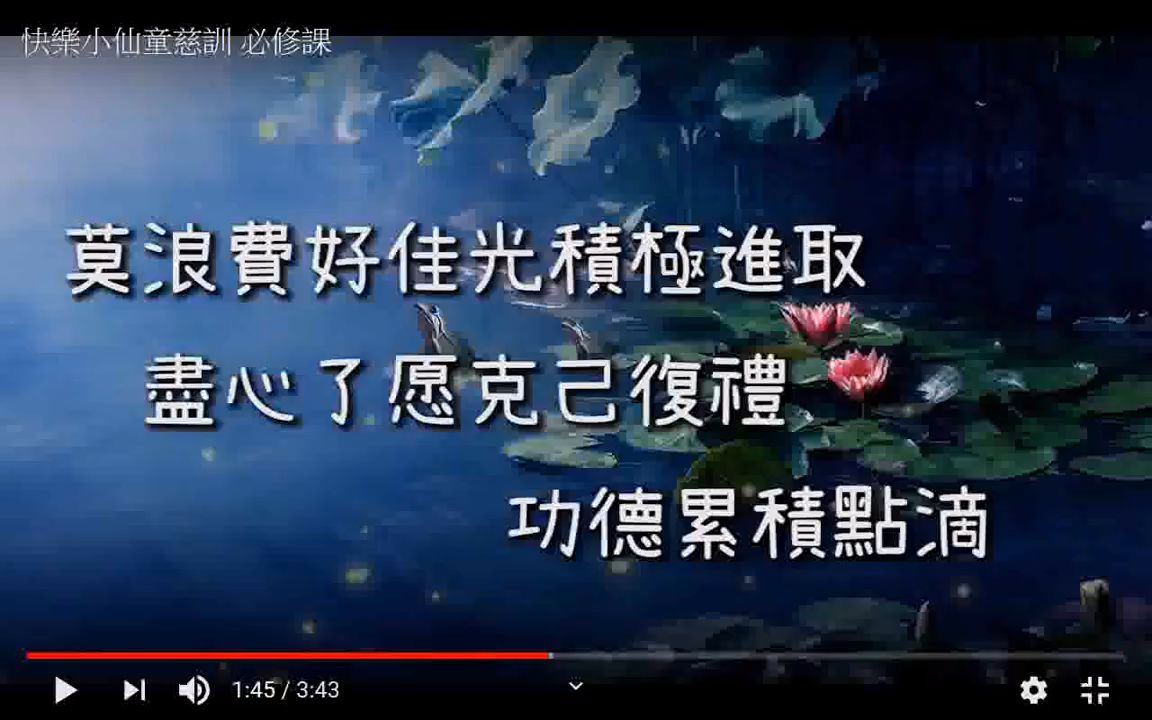 快樂小仙童慈訓 必修課
莫浪費好佳光積極進取
盡心了愿克己復禮
功德累積點滴
1:45 / 3:43